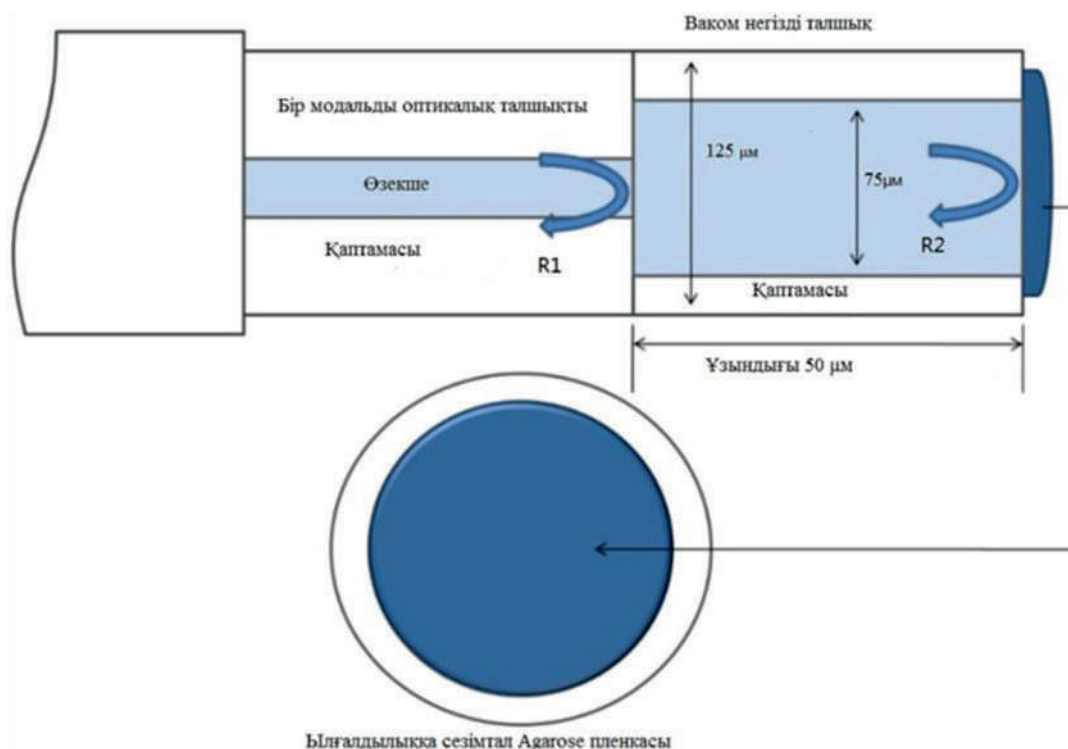 Ваком негізді талшық
Бір модальды оптикалық талшықты
125 μм
Өзекше
75μм
Қаптамасы
R1
R2
Қаптамасы
Ұзындығы 50 μм
Ылғалдылыққа сезімтал Agarose пленкасы